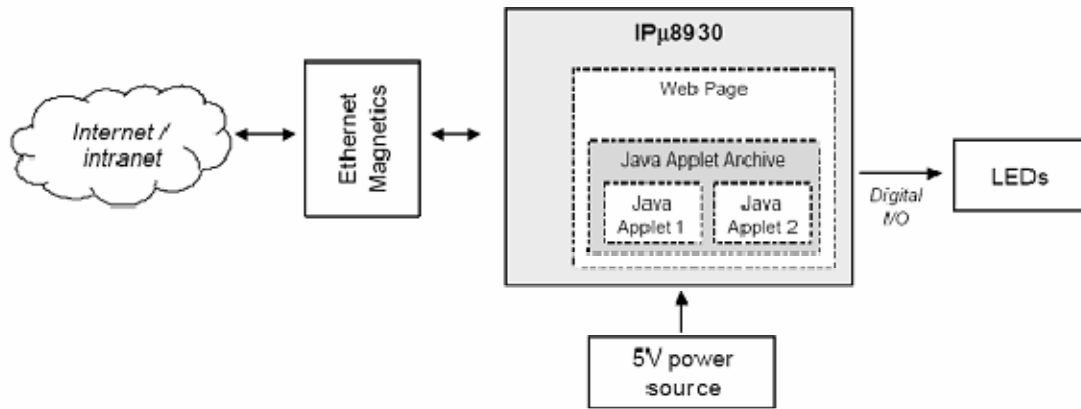 IPμ8930
Web Page
Internet /
intranet
Ethernet
Magnetics
Java Applet Archive
Java
Applet 1
Java
Applet 2
Digital
I/O
LEDs
5V power
source